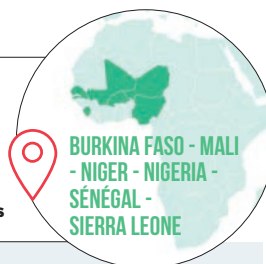 BURKINA FASO - MALI
- NIGER - NIGERIA -
SÉNÉGAL -
SIERRA LEONE
s